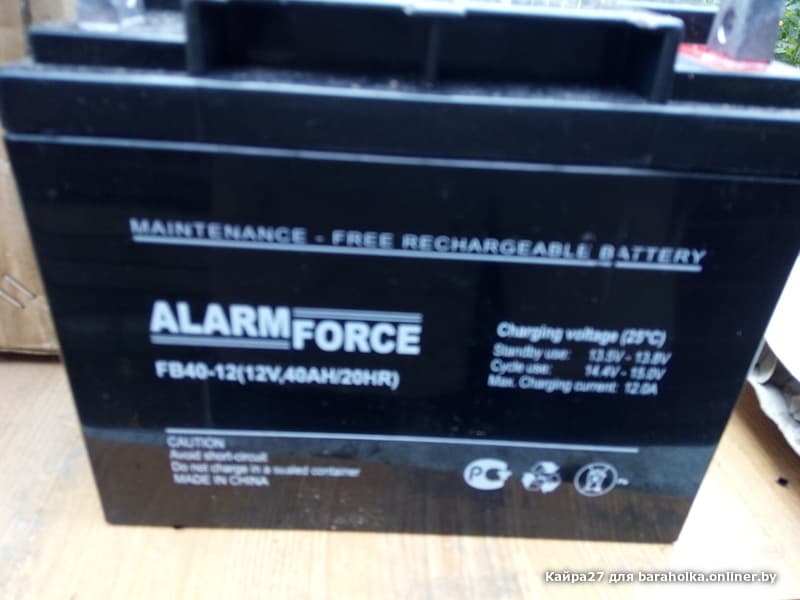 MAINTENANCE - FREE RECHARGEABLE BATTERY
ALARMFORCE
FB40-12(12V,40AH/20HR)
Charging voltage (25°C)
Standby use: 13.5V - 13.8V
Cycle use: 14.4V - 15.0V
Max. Charging current: 12.0A
CAUTION
Avoid short-circuit
Do not charge in a sealed container
MADE IN CHINA
Pb
Кайра27 для baraholka.onliner.by